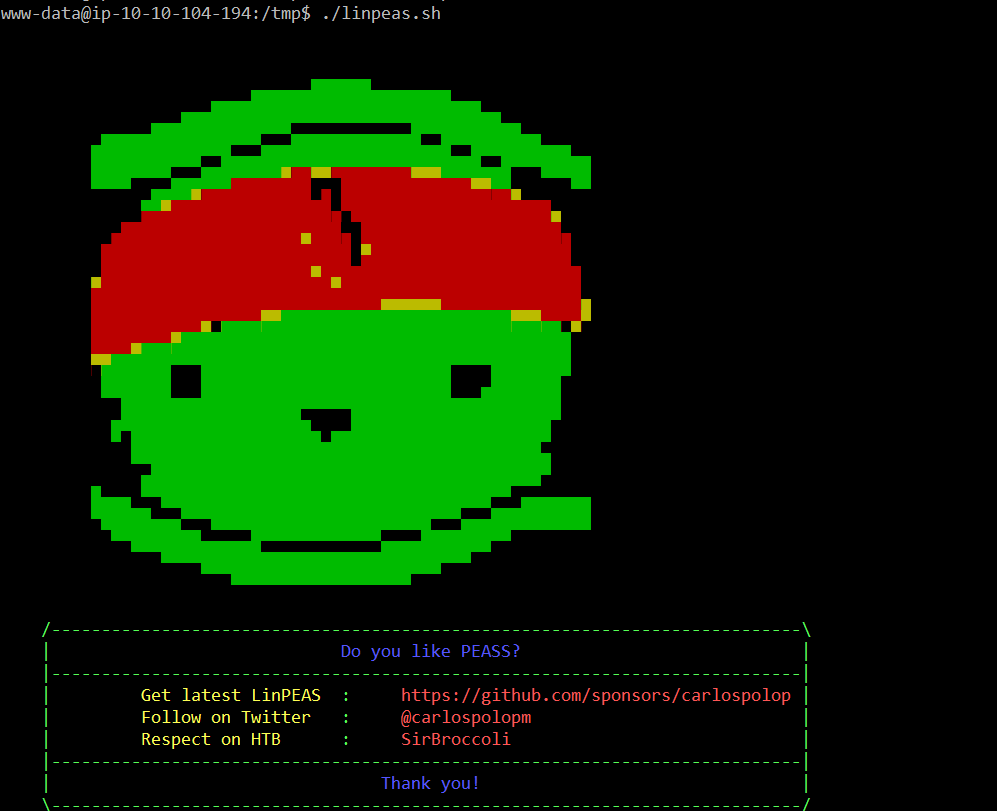 www-data@ip-10-10-104-194:/tmp$ ./linpeas.sh
/---------------------------------------------------------------------------\
| Do you like PEASS? |
|---------------------------------------------------------------------------|
| Get latest LinPEAS : https://github.com/sponsors/carlospolop |
| Follow on Twitter : @carlospolopm |
| Respect on HTB : SirBroccoli |
|---------------------------------------------------------------------------|
| Thank you! |
\---------------------------------------------------------------------------/